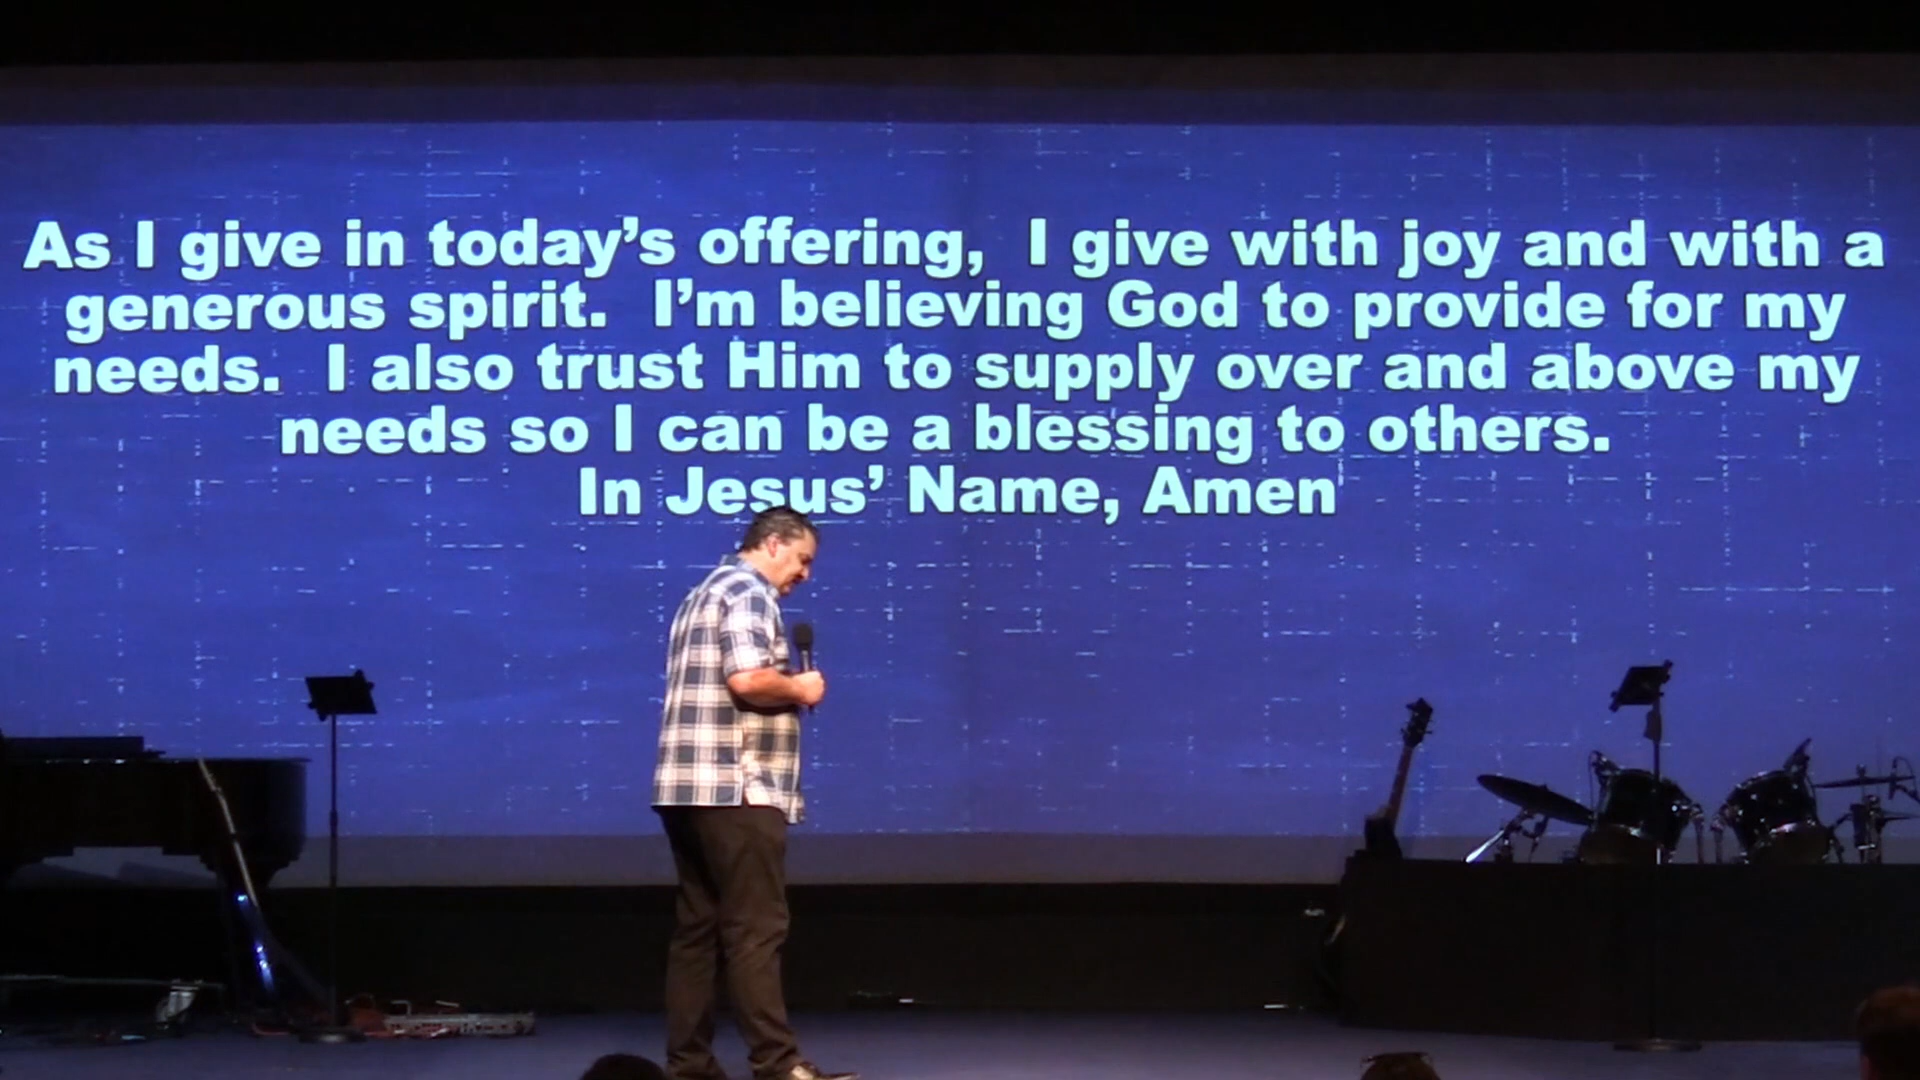 As I give in today’s offering,  I give with joy and with a
generous spirit.  I’m believing God to provide for my
needs.  I also trust Him to supply over and above my
needs so I can be a blessing to others.
In Jesus’ Name, Amen